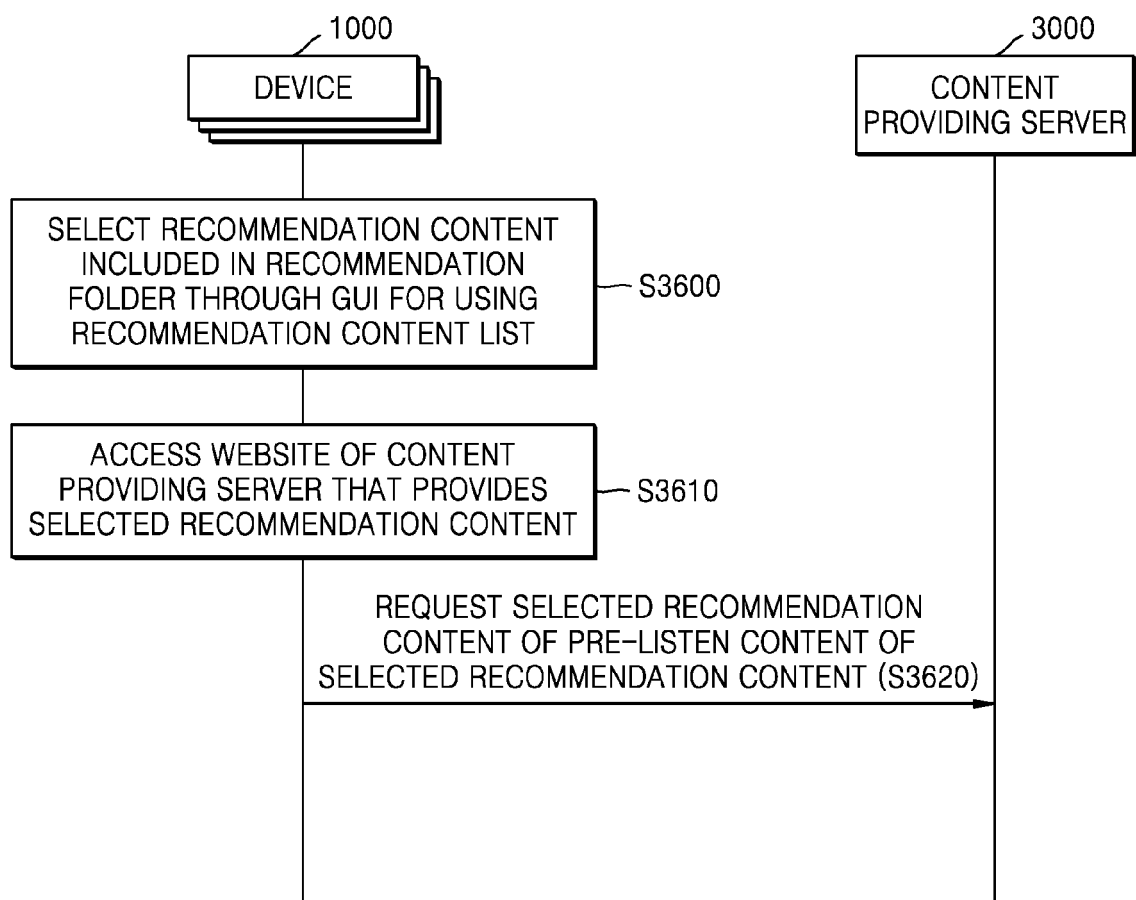 1000
3000
DEVICE
CONTENT
PROVIDING SERVER
SELECT RECOMMENDATION CONTENT
INCLUDED IN RECOMMENDATION
FOLDER THROUGH GUI FOR USING
RECOMMENDATION CONTENT LIST
S3600
ACCESS WEBSITE OF CONTENT
PROVIDING SERVER THAT PROVIDES
SELECTED RECOMMENDATION CONTENT
S3610
REQUEST SELECTED RECOMMENDATION
CONTENT OF PRE-LISTEN CONTENT OF
SELECTED RECOMMENDATION CONTENT (S3620)